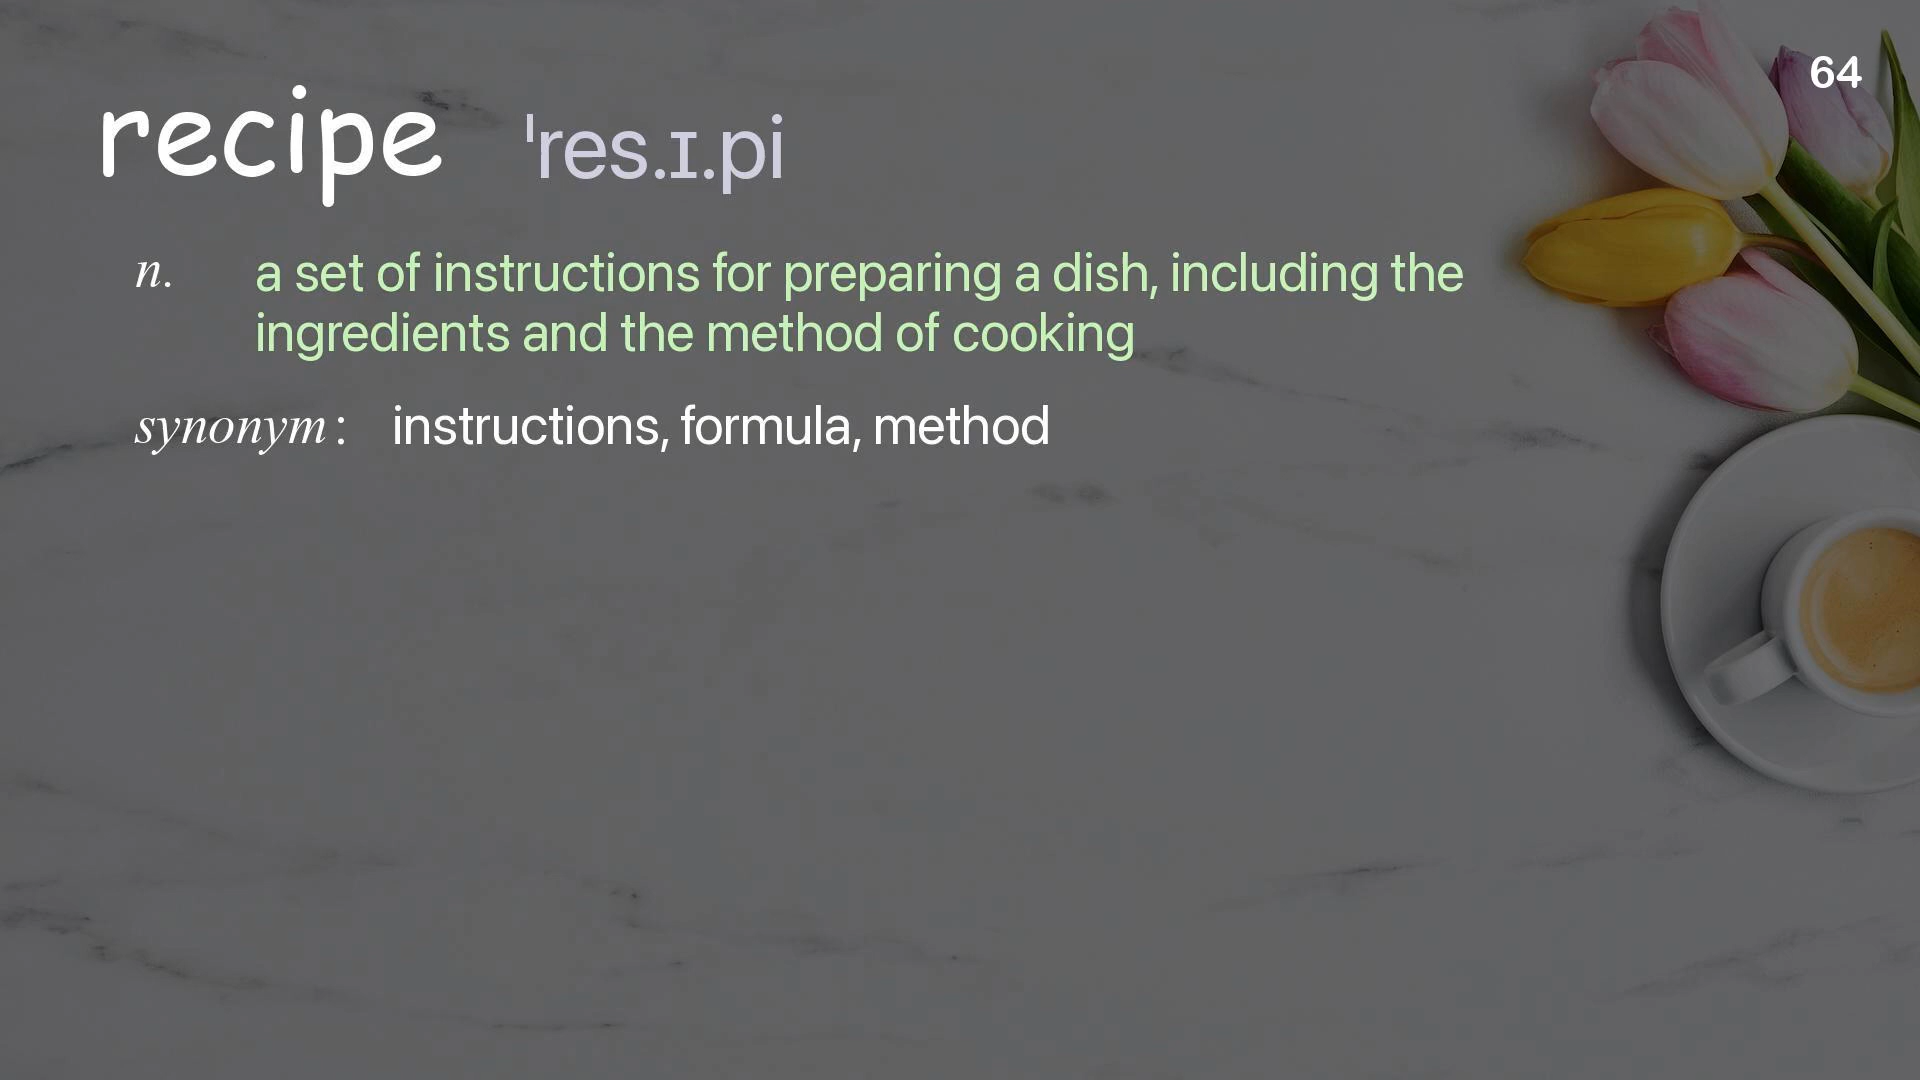 64
recipe ˈres.ɪ.pi
n. a set of instructions for preparing a dish, including the
ingredients and the method of cooking
synonym: instructions, formula, method